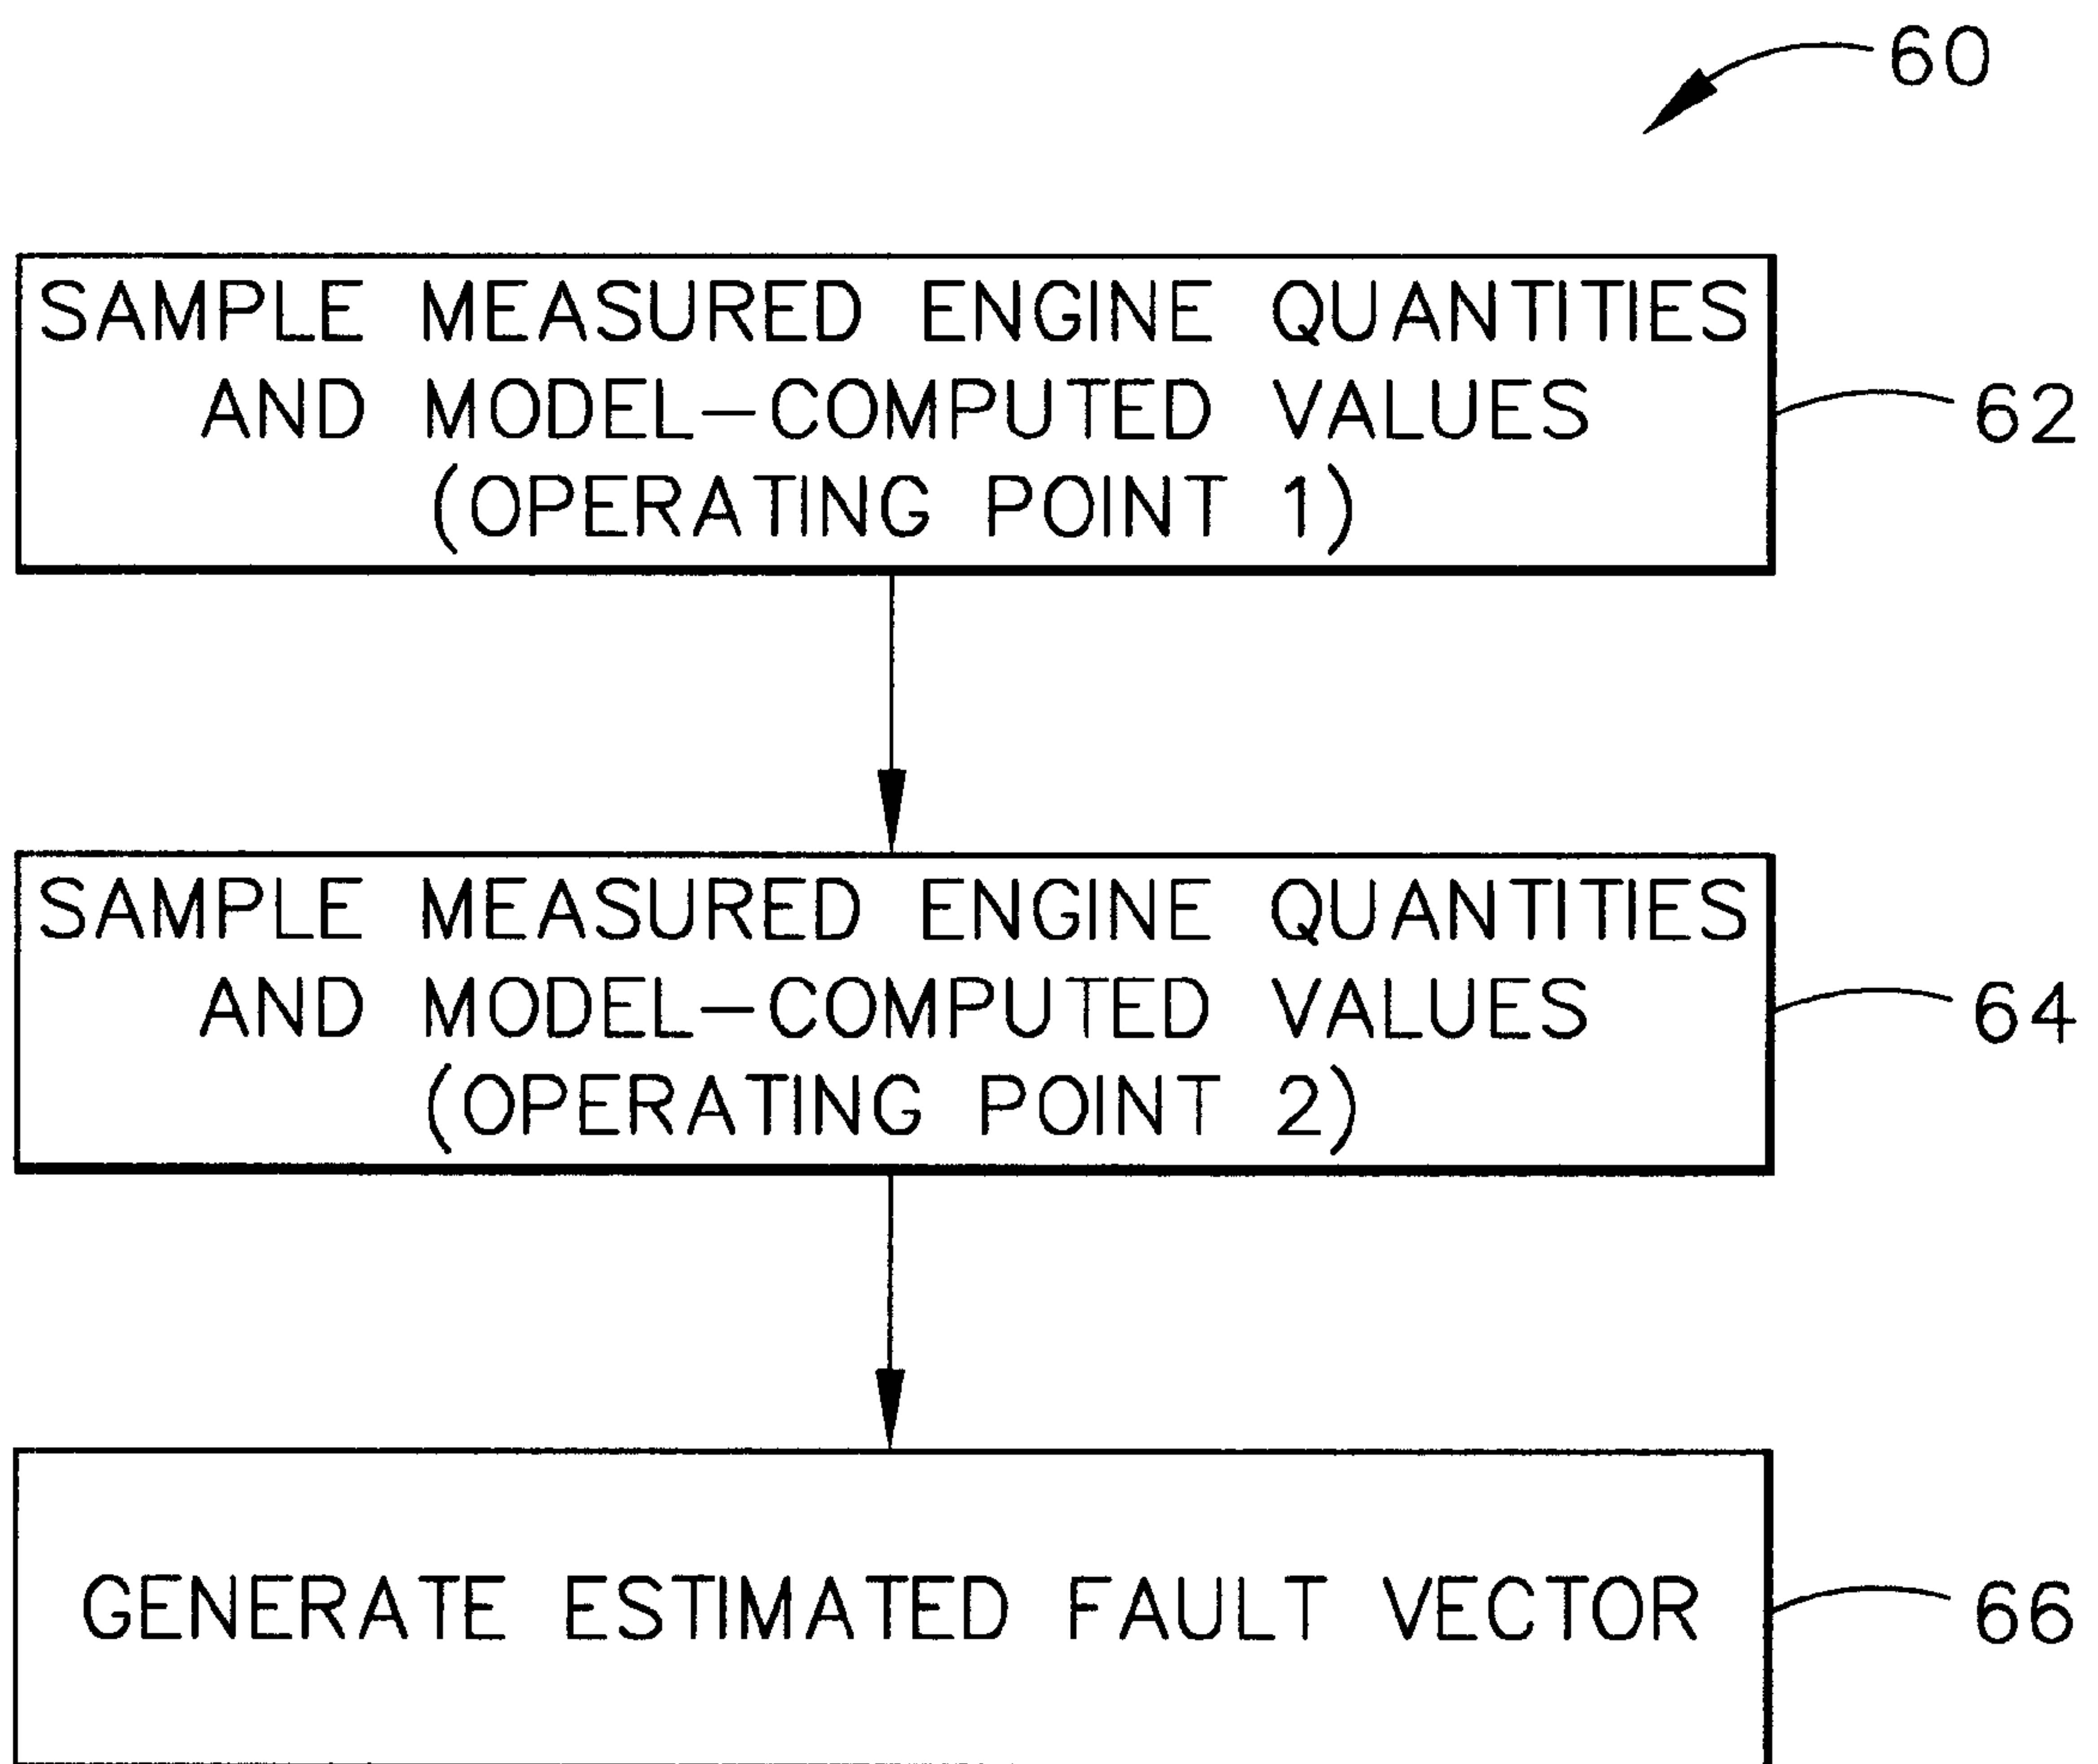 60
SAMPLE MEASURED ENGINE QUANTITIES
AND MODEL—COMPUTED VALUES
(OPERATING POINT 1)
62
SAMPLE MEASURED ENGINE QUANTITIES
AND MODEL—COMPUTED VALUES
(OPERATING POINT 2)
64
GENERATE ESTIMATED FAULT VECTOR
66